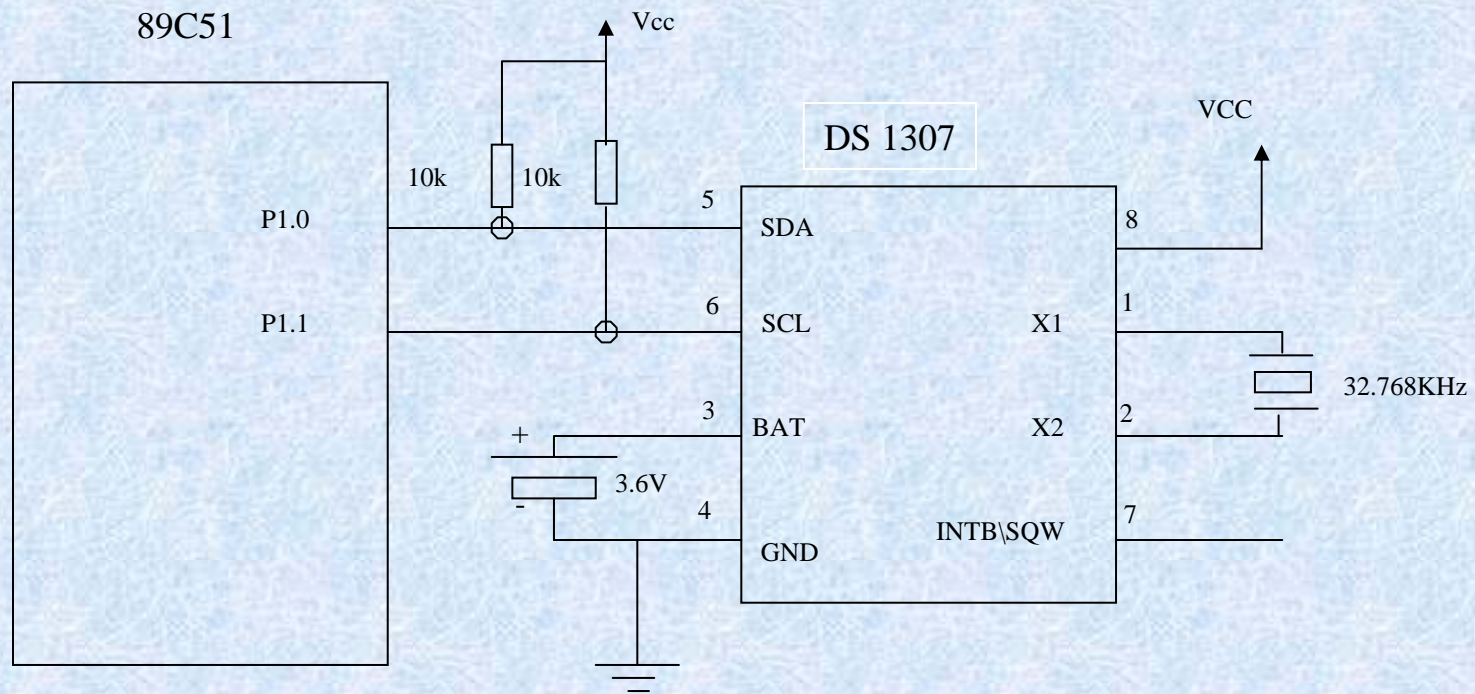 89C51
Vcc
DS 1307
VCC
10k
10k
P1.0
5
SDA
8
P1.1
6
SCL
X1
1
32.768KHz
+
3
BAT
X2
2
3.6V
-
4
GND
INTB\SQW
7